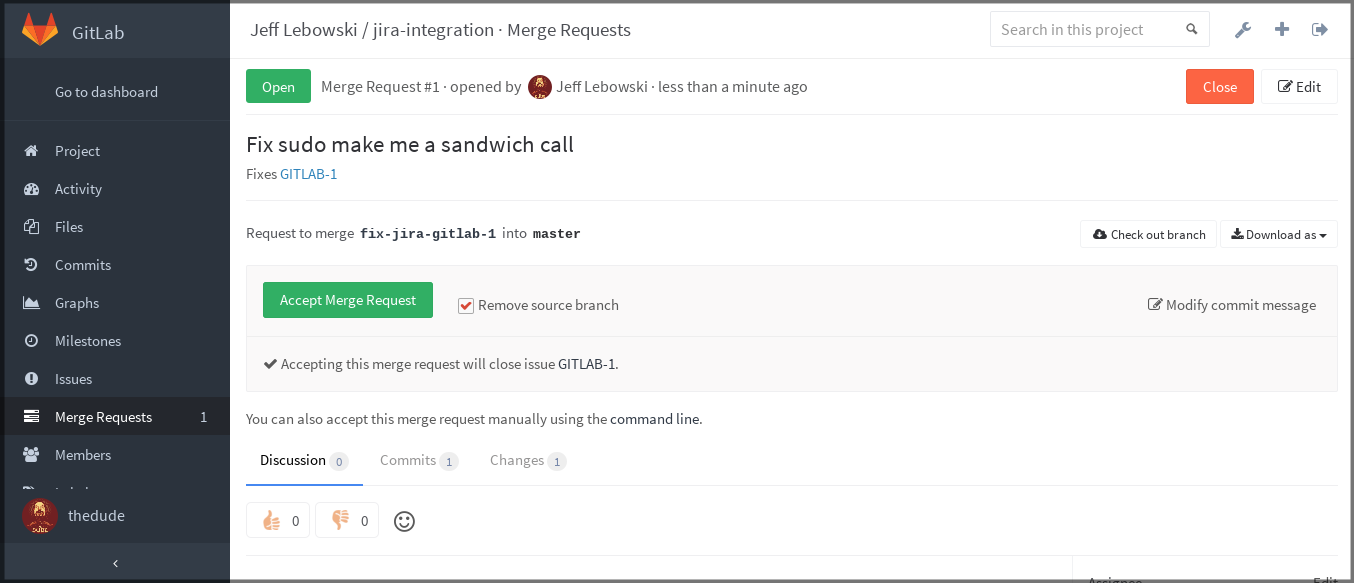 GitLab
Jeff Lebowski / jira-integration · Merge Requests
Search in this project
Go to dashboard
Open
Merge Request #1 · opened by Jeff Lebowski · less than a minute ago
Close
Edit
Project
Activity
Files
Commits
Graphs
Milestones
Issues
Merge Requests 1
Members
thedude
Fix sudo make me a sandwich call
Fixes GITLAB-1
Request to merge fix-jira-gitlab-1 into master
Check out branch
Download as
Accept Merge Request
Remove source branch
Modify commit message
Accepting this merge request will close issue GITLAB-1.
You can also accept this merge request manually using the command line.
Discussion 0
Commits 1
Changes 1
0
0
Assignee
Edit